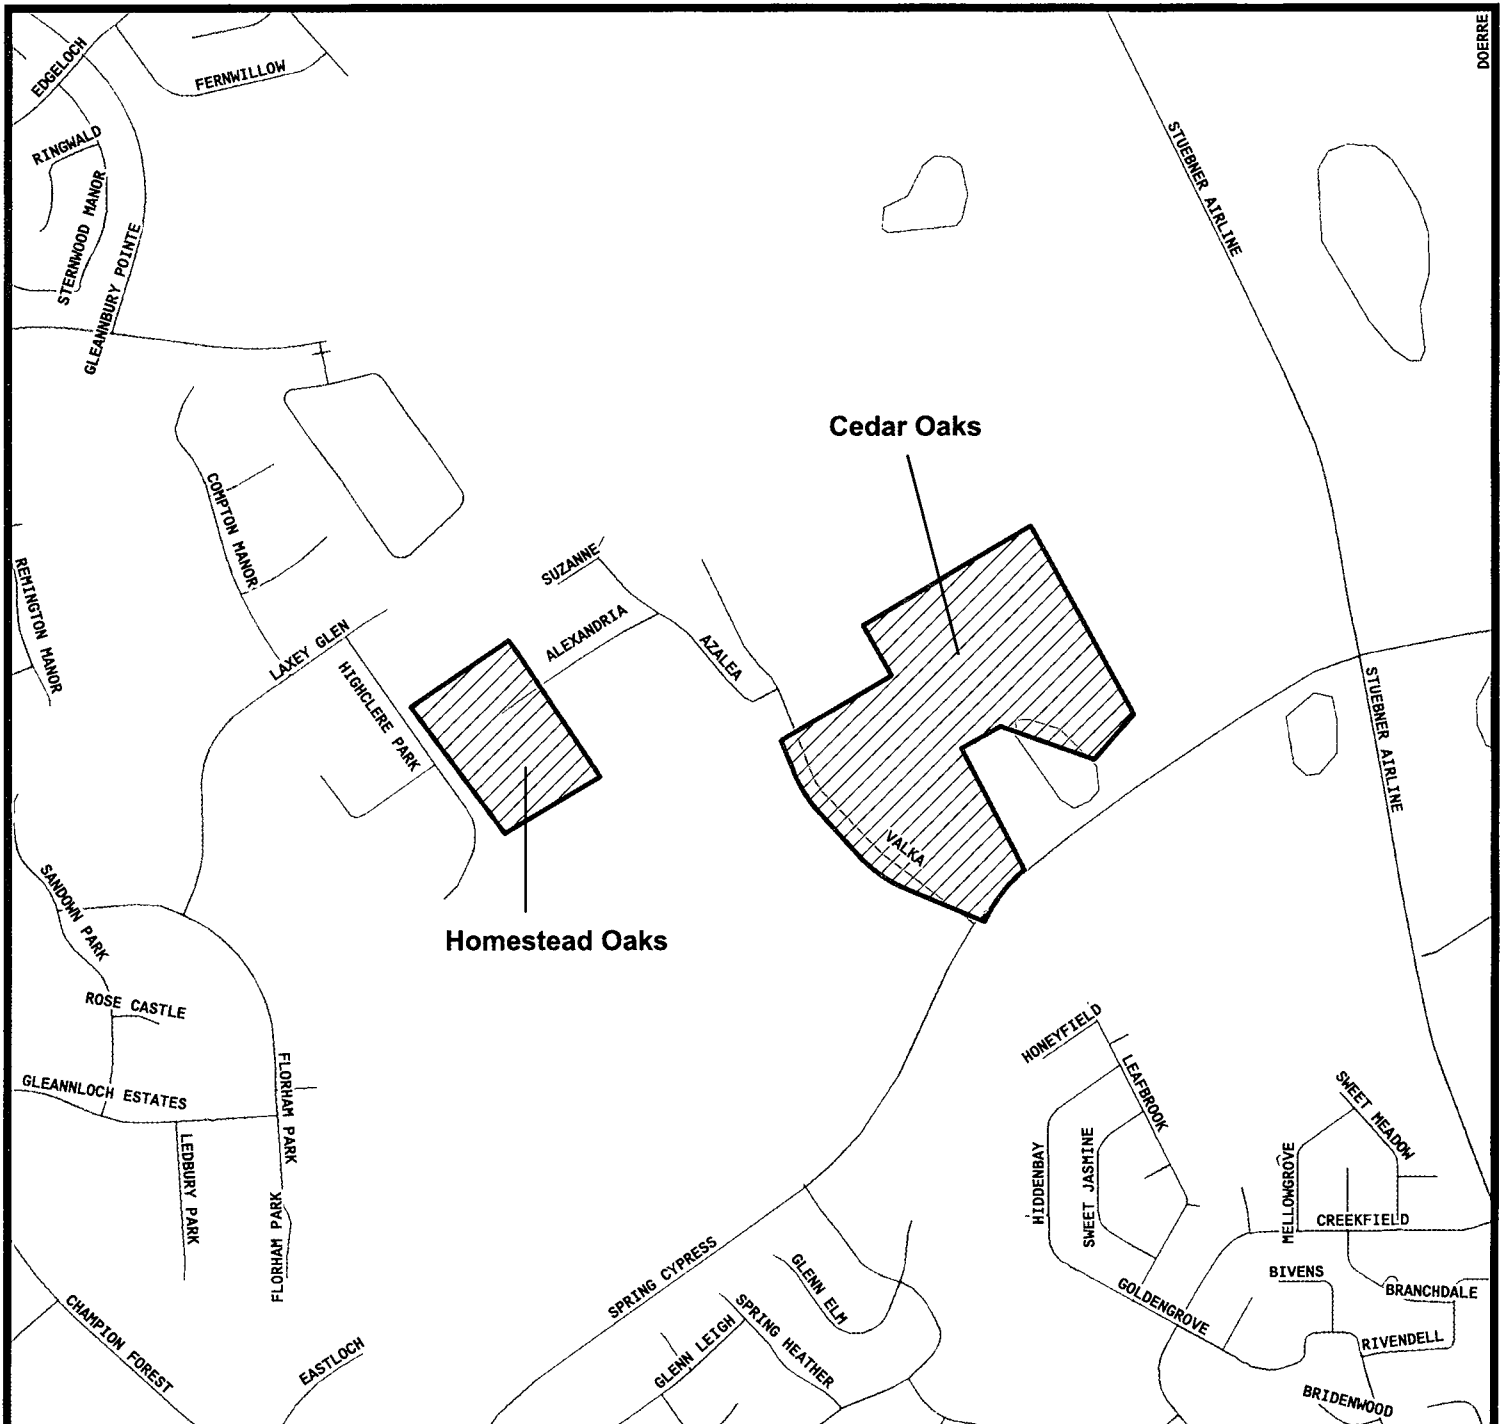 DOERRE
EDGELOCH
FERNWILLOW
RINGWALD
STERNWOOD MANOR
GLEANNBURY POINTE
STUEBNER AIRLINE
Cedar Oaks
COMPTON MANOR
REMINGTON MANOR
SUZANNE
ALEXANDRIA
AZALEA
LAXEY GLEN
HIGHCLERE PARK
STUEBNER AIRLINE
VALKA
Homestead Oaks
SANDOWN PARK
ROSE CASTLE
GLEANNLOCH ESTATES
FLORHAM PARK
LEDBURY PARK
FLORHAM PARK
HONEYFIELD
LEAFBROOK
HIDDENBAY
SWEET JASMINE
SWEET MEADOW
MELLOWGROVE
CREEKFIELD
BIVENS
BRANCHDALE
GOLDENGROVE
RIVENDELL
BRIDENWOOD
SPRING CYPRESS
GLENN ELM
SPRING HEATHER
GLENN LEIGH
CHAMPION FOREST
EASTLOCH